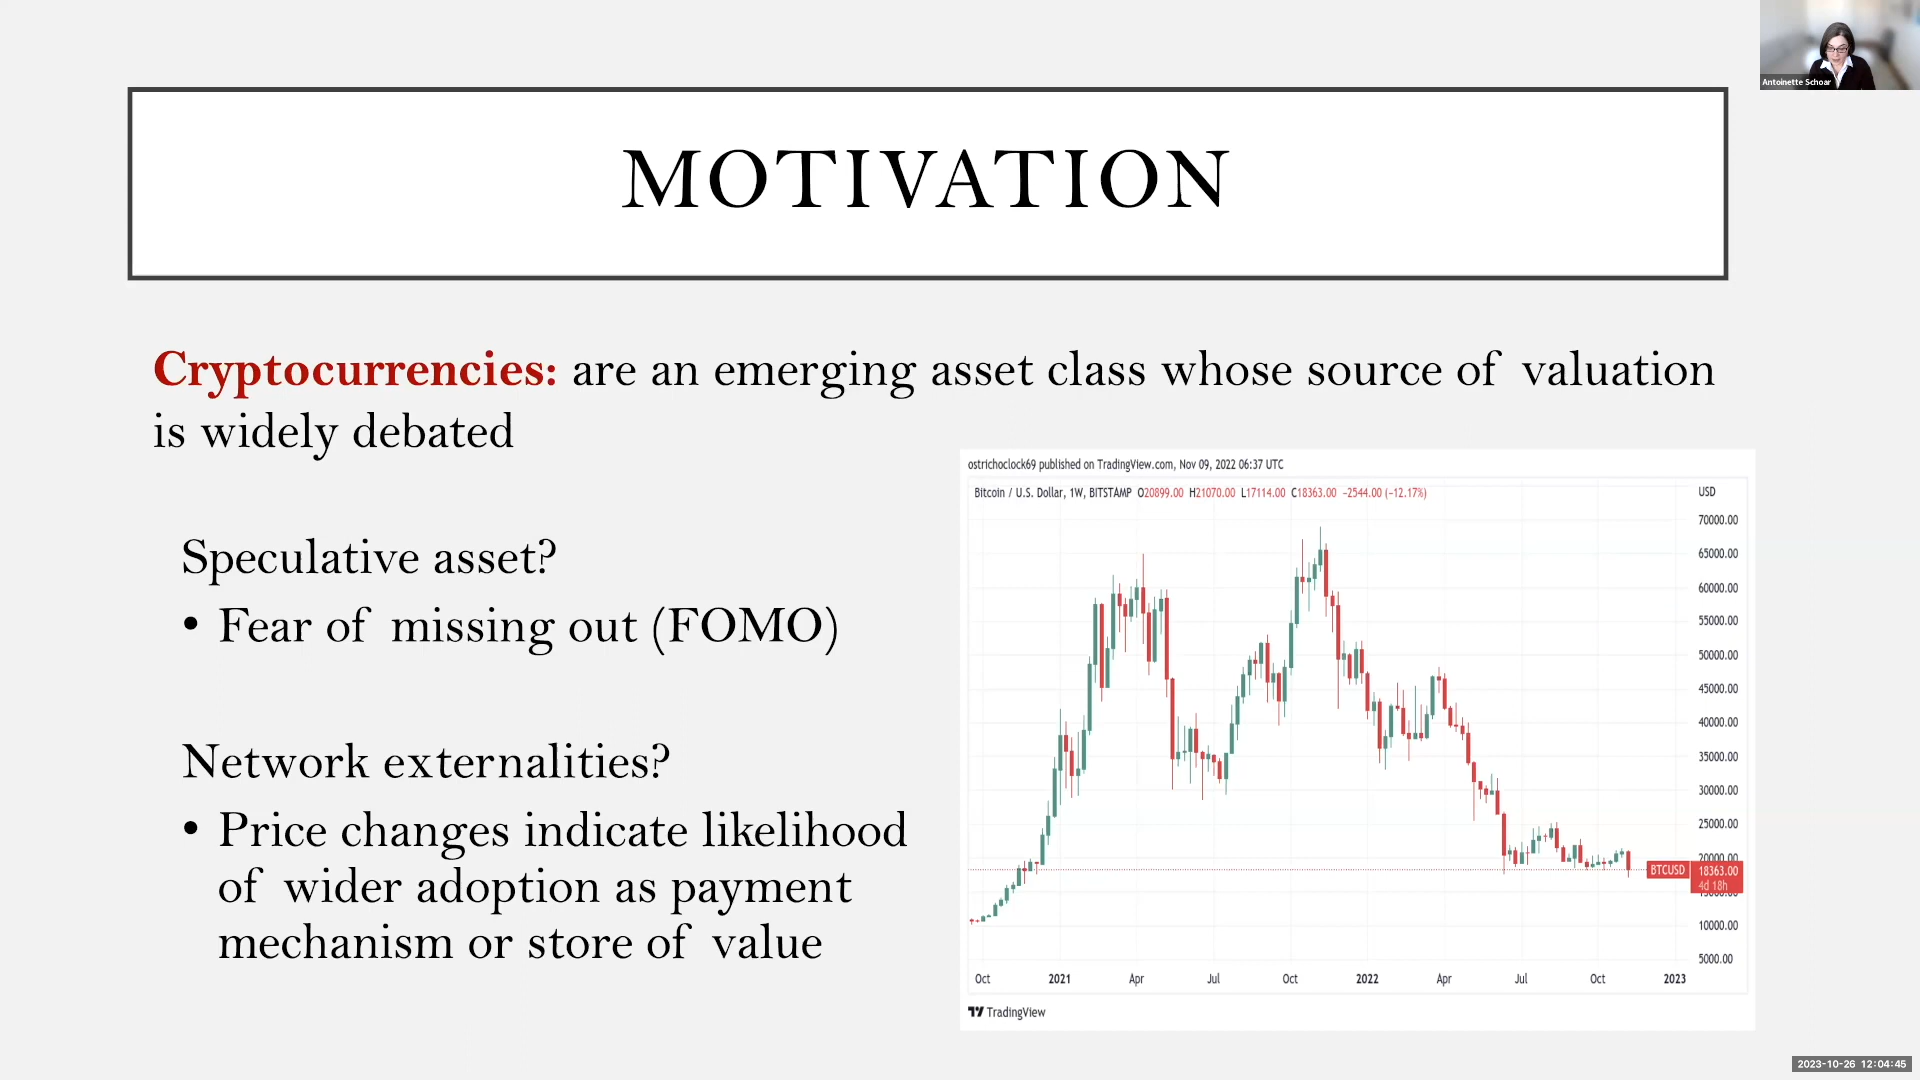 Antoinette Schoar
MOTIVATION
Cryptocurrencies: are an emerging asset class whose source of valuation
is widely debated
Speculative asset?
• Fear of missing out (FOMO)
Network externalities?
• Price changes indicate likelihood
of wider adoption as payment
mechanism or store of value
ostrichoclock69 published on TradingView.com, Nov 09, 2022 06:37 UTC
Bitcoin / U.S. Dollar, 1W, BITSTAMP O20899.00 H21070.00 L17114.00 C18363.00 −2544.00 (−12.17%)
USD
70000.00
65000.00
60000.00
55000.00
50000.00
45000.00
40000.00
35000.00
30000.00
25000.00
20000.00
BTCUSD 18363.00
4d 18h
10000.00
5000.00
Oct 2021 Apr Jul Oct 2022 Apr Jul Oct 2023
TradingView
2023-10-26 12:04:45